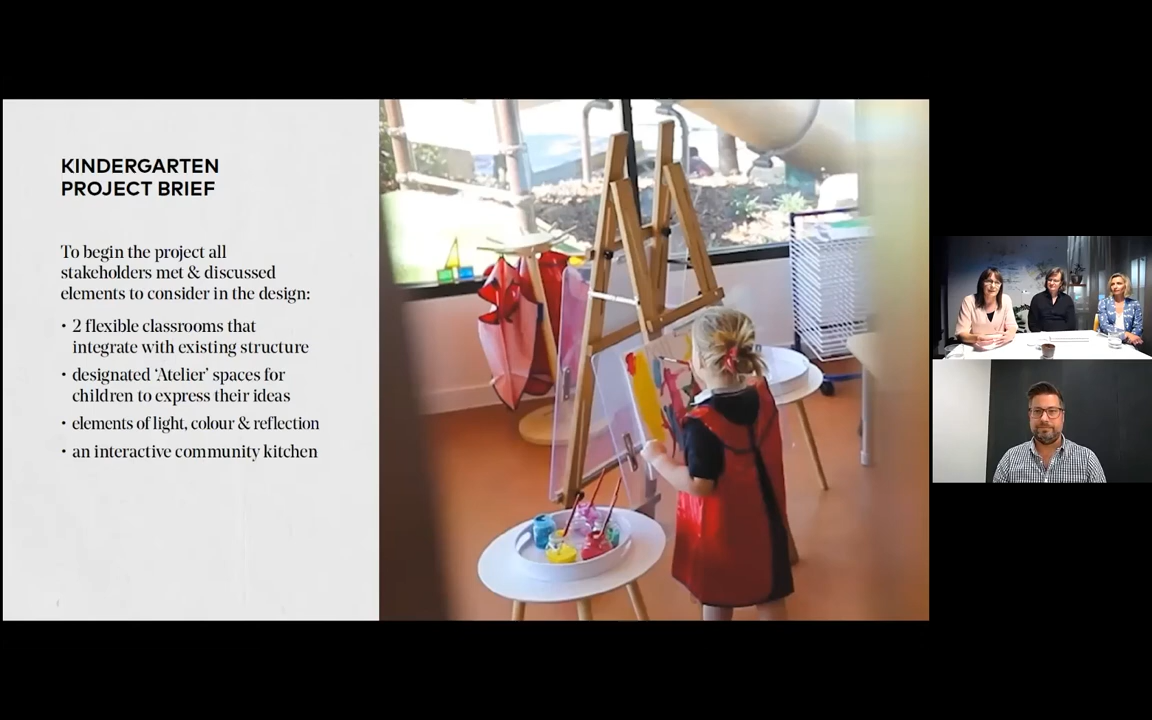 KINDERGARTEN
PROJECT BRIEF
To begin the project all
stakeholders met & discussed
elements to consider in the design:
• 2 flexible classrooms that
integrate with existing structure
• designated ‘Atelier’ spaces for
children to express their ideas
• elements of light, colour & reflection
• an interactive community kitchen